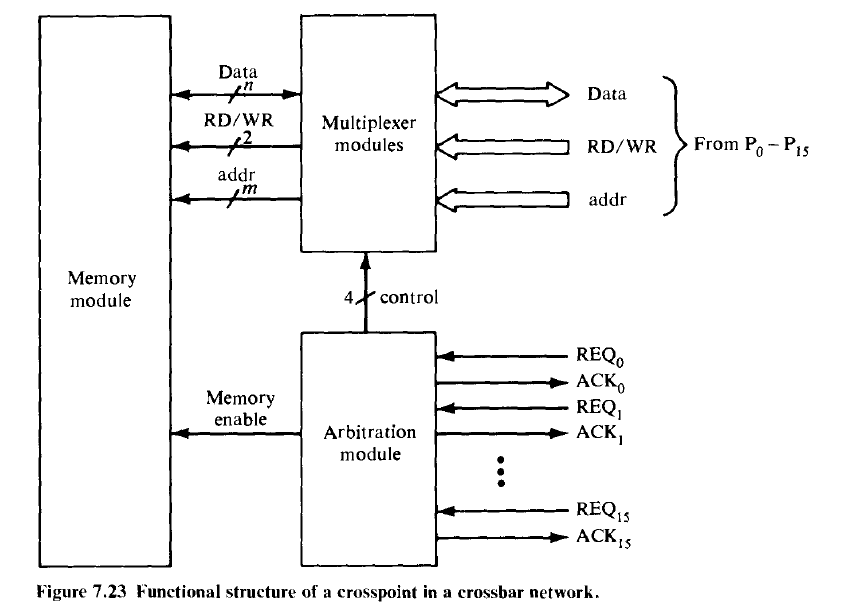 Data
n
RD/WR
2
addr
m
Multiplexer
modules
Data
RD/WR
addr
From P0 – P15
Memory
module
4
control
Memory
enable
Arbitration
module
REQ0
ACK0
REQ1
ACK1
REQ15
ACK15
Figure 7.23 Functional structure of a crosspoint in a crossbar network.